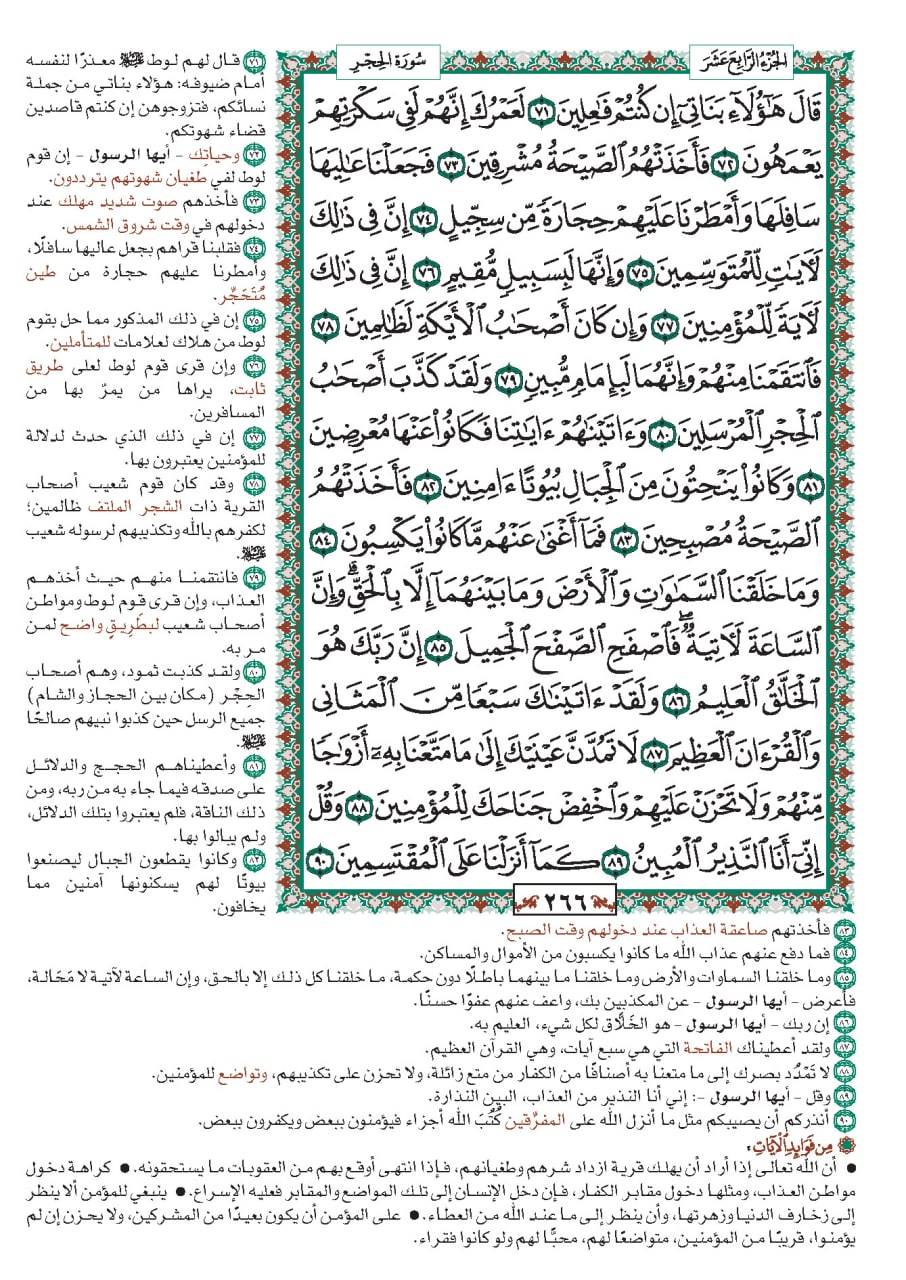 الجُزْءُ الرَّابِعَ عَشَرَ
سُورَةُ الحِجْرِ
قَالَ هَٰٓؤُلَآءِ بَنَاتِىٓ إِن كُنتُمْ فَٰعِلِينَ ٧١ لَعَمْرُكَ إِنَّهُمْ لَفِى سَكْرَتِهِمْ
يَعْمَهُونَ ٧٢ فَأَخَذَتْهُمُ ٱلصَّيْحَةُ مُشْرِقِينَ ٧٣ فَجَعَلْنَا عَٰلِيَهَا
سَافِلَهَا وَأَمْطَرْنَا عَلَيْهِمْ حِجَارَةً مِّن سِجِّيلٍ ٧٤ إِنَّ فِى ذَٰلِكَ
لَأٓيَٰتٍ لِّلْمُتَوَسِّمِينَ ٧٥ وَإِنَّهَا لَبِسَبِيلٍ مُّقِيمٍ ٧٦ إِنَّ فِى ذَٰلِكَ
لَأٓيَةً لِّلْمُؤْمِنِينَ ٧٧ وَإِن كَانَ أَصْحَٰبُ ٱلْأَيْكَةِ لَظَٰلِمِينَ ٧٨
فَٱنتَقَمْنَا مِنْهُمْ وَإِنَّهُمَا لَبِإِمَامٍ مُّبِينٍ ٧٩ وَلَقَدْ كَذَّبَ أَصْحَٰبُ
ٱلْحِجْرِ ٱلْمُرْسَلِينَ ٨٠ وَءَاتَيْنَٰهُمْ ءَايَٰتِنَا فَكَانُوا۟ عَنْهَا مُعْرِضِينَ
٨١ وَكَانُوا۟ يَنْحِتُونَ مِنَ ٱلْجِبَالِ بُيُوتًا ءَامِنِينَ ٨٢ فَأَخَذَتْهُمُ
ٱلصَّيْحَةُ مُصْبِحِينَ ٨٣ فَمَآ أَغْنَىٰ عَنْهُم مَّا كَانُوا۟ يَكْسِبُونَ ٨٤
وَمَا خَلَقْنَا ٱلسَّمَٰوَٰتِ وَٱلْأَرْضَ وَمَا بَيْنَهُمَآ إِلَّا بِٱلْحَقِّ ۗ وَإِنَّ
ٱلسَّاعَةَ لَأٓتِيَةٌ ۖ فَٱصْفَحِ ٱلصَّفْحَ ٱلْجَمِيلَ ٨٥ إِنَّ رَبَّكَ هُوَ
ٱلْخَلَّٰقُ ٱلْعَلِيمُ ٨٦ وَلَقَدْ ءَاتَيْنَٰكَ سَبْعًا مِّنَ ٱلْمَثَانِى
وَٱلْقُرْءَانَ ٱلْعَظِيمَ ٨٧ لَا تَمُدَّنَّ عَيْنَيْكَ إِلَىٰ مَا مَتَّعْنَا بِهِۦٓ أَزْوَٰجًا
مِّنْهُمْ وَلَا تَحْزَنْ عَلَيْهِمْ وَٱخْفِضْ جَنَاحَكَ لِلْمُؤْمِنِينَ ٨٨ وَقُلْ
إِنِّىٓ أَنَا ٱلنَّذِيرُ ٱلْمُبِينُ ٨٩ كَمَآ أَنزَلْنَا عَلَى ٱلْمُقْتَسِمِينَ ٩٠
٢٦٦
٧١ قال لهم لوط ﷺ معذرًا لنفسه
أمام ضيوفه: هؤلاء بناتي من جملة
نسائكم، فتزوجوهن إن كنتم قاصدين
قضاء شهوتكم.
٧٢ وحياتِك - أيها الرسول - إن قوم
لوط لفي طغيان شهوتهم يترددون.
٧٣ فأخذهم صوت شديد مهلك عند
دخولهم في وقت شروق الشمس.
٧٤ فقلبنا قراهم بجعل عاليها سافلًا،
وأمطرنا عليهم حجارة من طين
مُتَحَجِّر.
٧٥ إن في ذلك المذكور مما حل بقوم
لوط من هلاك لعلامات للمتأملين.
٧٦ وإن قرى قوم لوط لعلى طريق
ثابت، يراها من يمرّ بها من
المسافرين.
٧٧ إن في ذلك الذي حدث لدلالة
للمؤمنين يعتبرون بها.
٧٨ وقد كان قوم شعيب أصحاب
القرية ذات الشجر الملتف ظالمين؛
لكفرهم بالله وتكذيبهم لرسوله شعيب
ﷺ.
٧٩ فانتقمنا منهم حيث أخذهم
العذاب، وإن قرى قوم لوط ومواطن
أصحاب شعيب لبطريق واضح لمن
مر به.
٨٠ ولقد كذبت ثمود، وهم أصحاب
الحِجْر (مكان بين الحجاز والشام)
جميع الرسل حين كذبوا نبيهم صالحًا
ﷺ.
٨١ وأعطيناهم الحجج والدلائل
على صدقه فيما جاء به من ربه، ومن
ذلك الناقة، فلم يعتبروا بتلك الدلائل،
ولم يبالوا بها.
٨٢ وكانوا يقطعون الجبال ليصنعوا
بيوتًا لهم يسكنونها آمنين مما
يخافون.
٨٣ فأخذتهم صاعقة العذاب عند دخولهم وقت الصبح.
٨٤ فما دفع عنهم عذاب الله ما كانوا يكسبون من الأموال والمساكن.
٨٥ وما خلقنا السماوات والأرض وما خلقنا ما بينهما باطلًا دون حكمة، ما خلقنا كل ذلك إلا بالحق، وإن الساعة لآتية لا مَحَالة،
فأعرض - أيها الرسول - عن المكذبين بك، واعف عنهم عفوًا حسنًا.
٨٦ إن ربك - أيها الرسول - هو الخَلَّاق لكل شيء، العليم به.
٨٧ ولقد أعطيناك الفاتحة التي هي سبع آيات، وهي القرآن العظيم.
٨٨ لا تَمْدُد بصرك إلى ما متعنا به أصنافًا من الكفار من متع زائلة، ولا تحزن على تكذيبهم، وتواضع للمؤمنين.
٨٩ وقل - أيها الرسول -: إني أنا النذير من العذاب، البين النذارة.
٩٠ أنذركم أن يصيبكم مثل ما أنزل الله على المفرِّقين كُتُبَ الله أجزاء فيؤمنون ببعض ويكفرون ببعض.
مِن فَوَائِدِ الآيَاتِ:
• أن الله تعالى إذا أراد أن يهلك قرية ازداد شرهم وطغيانهم، فإذا انتهى أوقع بهم من العقوبات ما يستحقونه. • كراهة دخول
مواطن العذاب، ومثلها دخول مقابر الكفار، فإن دخل الإنسان إلى تلك المواضع والمقابر فعليه الإسراع. • ينبغي للمؤمن ألا ينظر
إلى زخارف الدنيا وزهرتها، وأن ينظر إلى ما عند الله من العطاء. • على المؤمن أن يكون بعيدًا من المشركين، ولا يحزن إن لم
يؤمنوا، قريبًا من المؤمنين، متواضعًا لهم، محبًّا لهم ولو كانوا فقراء.